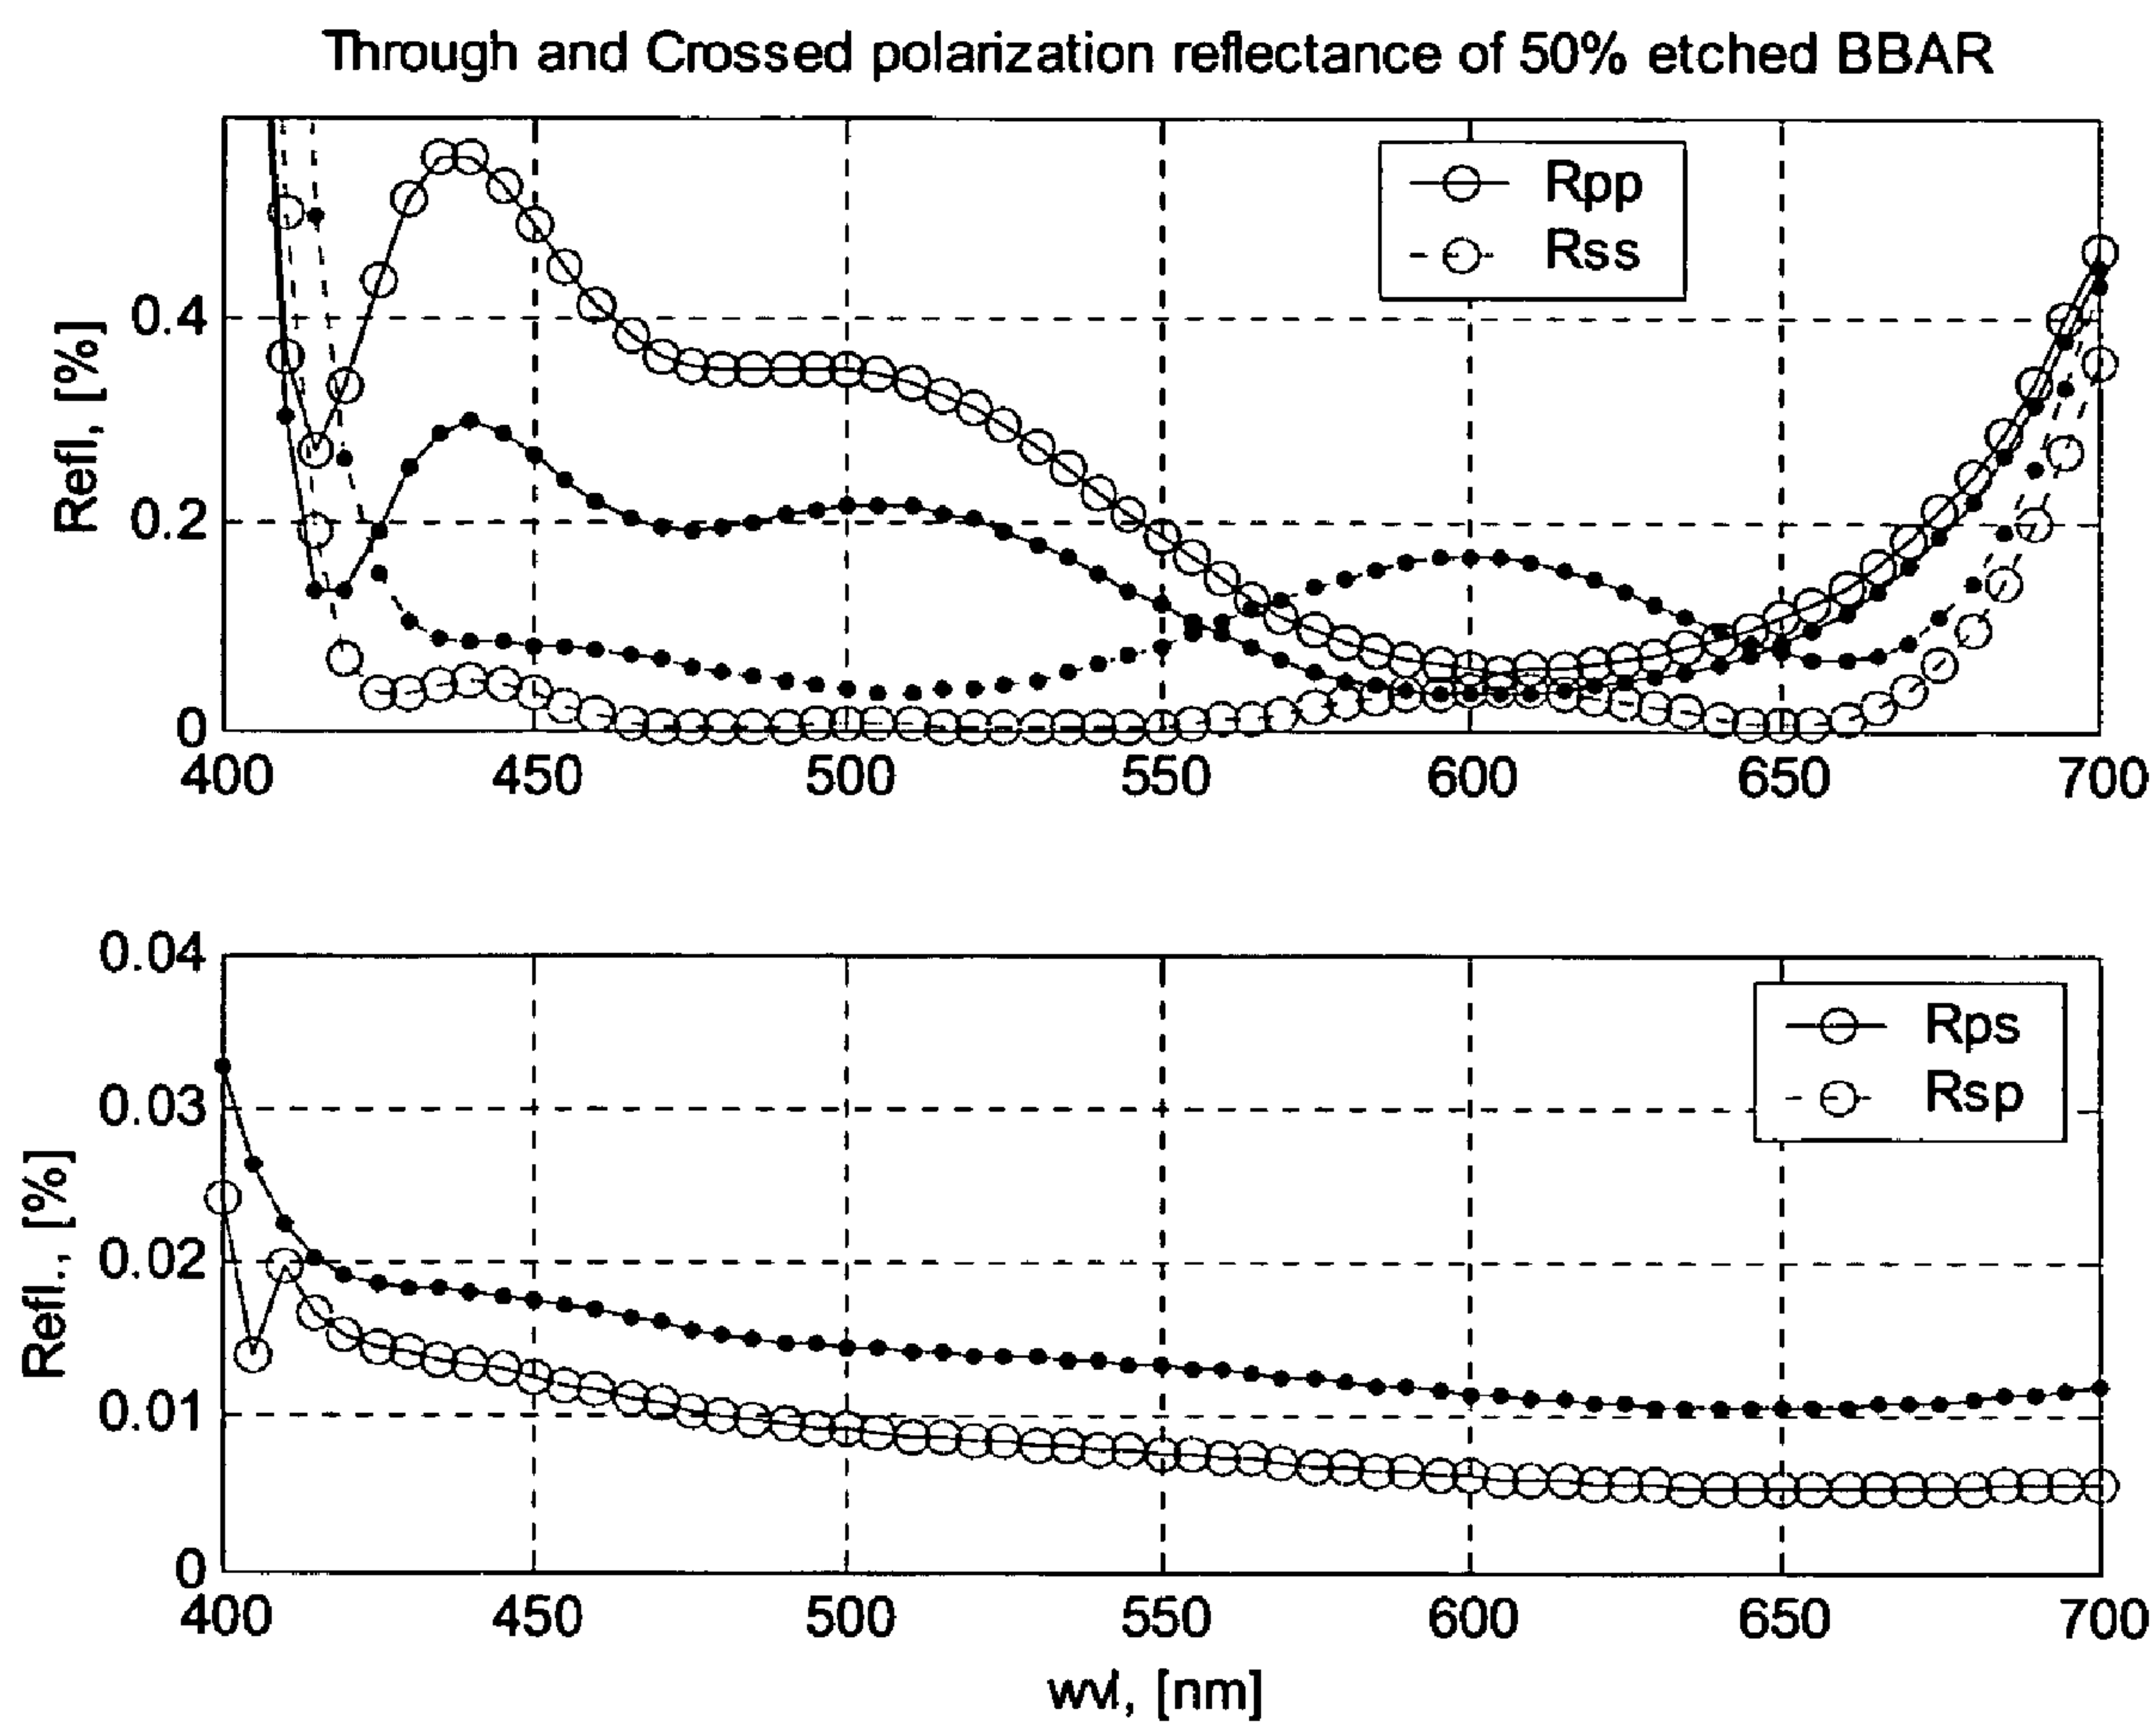 Through and Crossed polarization reflectance of 50% etched BBAR
Refl, [%]
0.4
0.2
0
Rpp
Rss
400 450 500 550 600 650 700
Refl., [%]
0.04
0.03
0.02
0.01
0
Rps
Rsp
400 450 500 550 600 650 700
wvl, [nm]